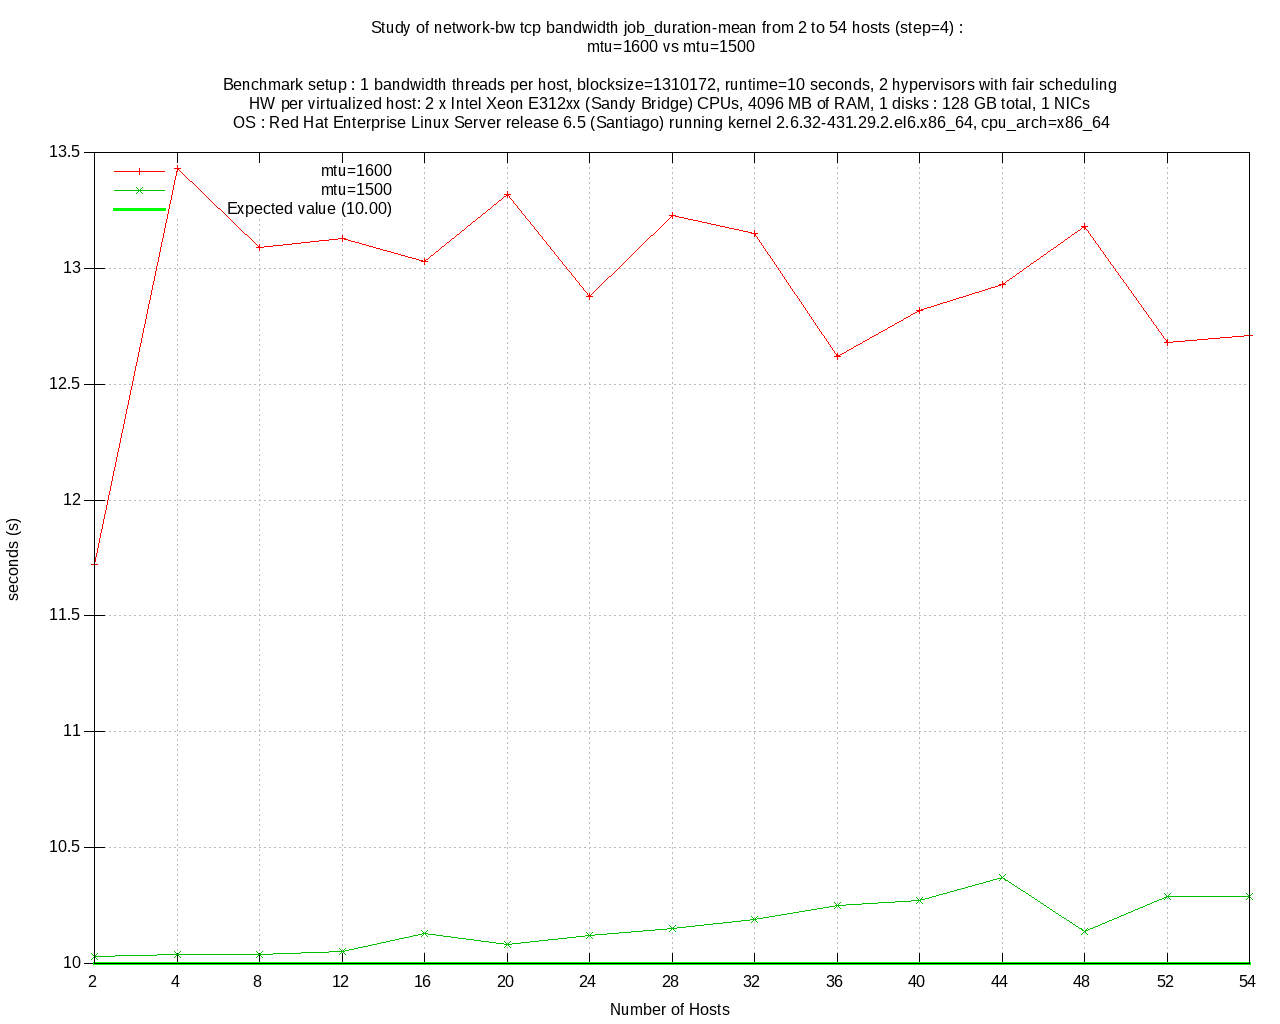 Study of network-bw tcp bandwidth job_duration-mean from 2 to 54 hosts (step=4) :
mtu=1600 vs mtu=1500
Benchmark setup : 1 bandwidth threads per host, blocksize=1310172, runtime=10 seconds, 2 hypervisors with fair scheduling
HW per virtualized host: 2 x Intel Xeon E312xx (Sandy Bridge) CPUs, 4096 MB of RAM, 1 disks : 128 GB total, 1 NICs
OS : Red Hat Enterprise Linux Server release 6.5 (Santiago) running kernel 2.6.32-431.29.2.el6.x86_64, cpu_arch=x86_64
mtu=1600
mtu=1500
Expected value (10.00)
13.5
13
12.5
12
11.5
11
10.5
10
seconds (s)
2 4 8 12 16 20 24 28 32 36 40 44 48 52 54
Number of Hosts